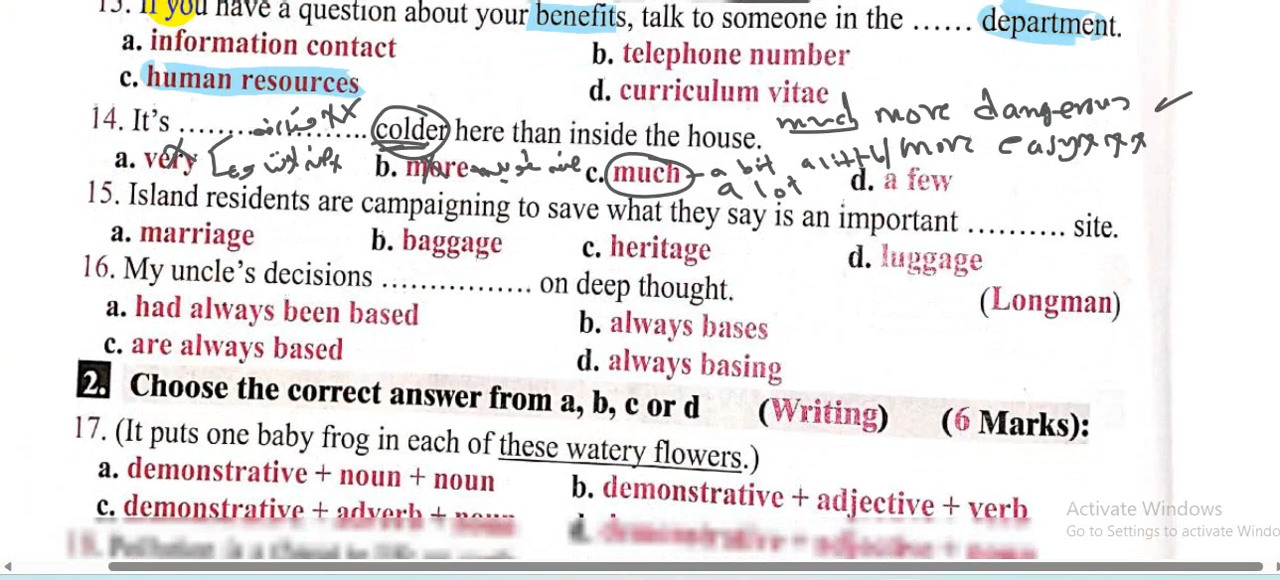 13. If you have a question about your benefits, talk to someone in the ...... department.
a. information contact b. telephone number
c. human resources d. curriculum vitae
much more dangerous ✓
14. It's .................... colder here than inside the house.
a little / more easy xxxx
a. very b. more c. much → a bit d. a few
a lot
15. Island residents are campaigning to save what they say is an important .......... site.
a. marriage b. baggage c. heritage d. luggage
16. My uncle's decisions ................ on deep thought. (Longman)
a. had always been based b. always bases
c. are always based d. always basing
2. Choose the correct answer from a, b, c or d (Writing) (6 Marks):
17. (It puts one baby frog in each of these watery flowers.)
a. demonstrative + noun + noun b. demonstrative + adjective + verb
c. demonstrative + adverb + noun
Activate Windows
Go to Settings to activate Windo